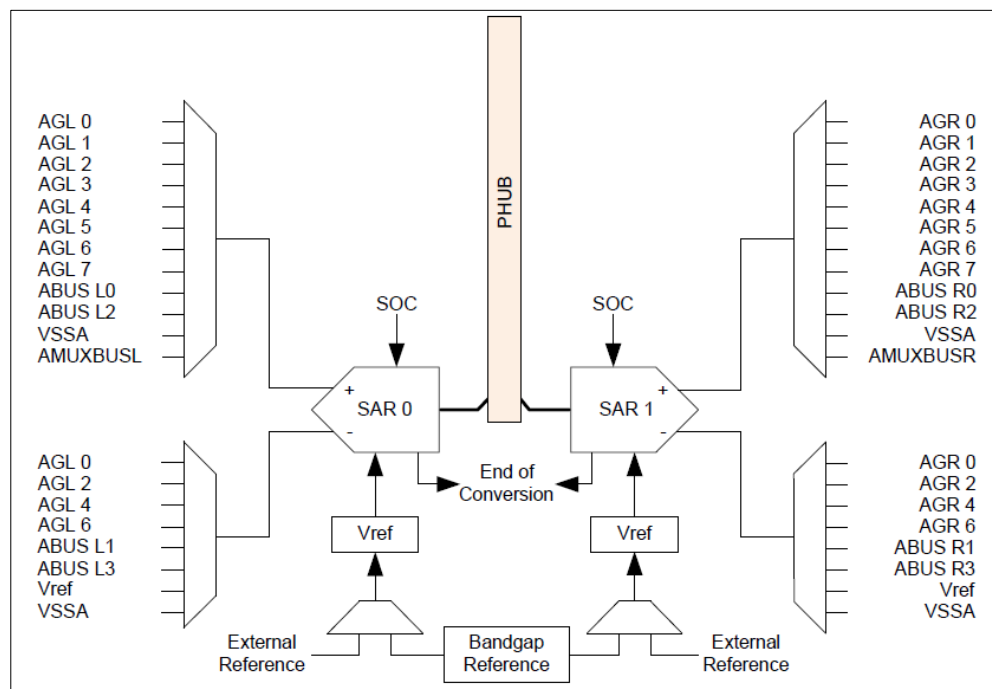 PHUB
AGL 0
AGL 1
AGL 2
AGL 3
AGL 4
AGL 5
AGL 6
AGL 7
ABUS L0
ABUS L2
VSSA
AMUXBUSL
AGR 0
AGR 1
AGR 2
AGR 3
AGR 4
AGR 5
AGR 6
AGR 7
ABUS R0
ABUS R2
VSSA
AMUXBUSR
SOC
SOC
+
SAR 0
-
+
SAR 1
-
AGL 0
AGL 2
AGL 4
AGL 6
ABUS L1
ABUS L3
Vref
VSSA
End of
Conversion
Vref
Vref
AGR 0
AGR 2
AGR 4
AGR 6
ABUS R1
ABUS R3
Vref
VSSA
External
Reference
Bandgap
Reference
External
Reference